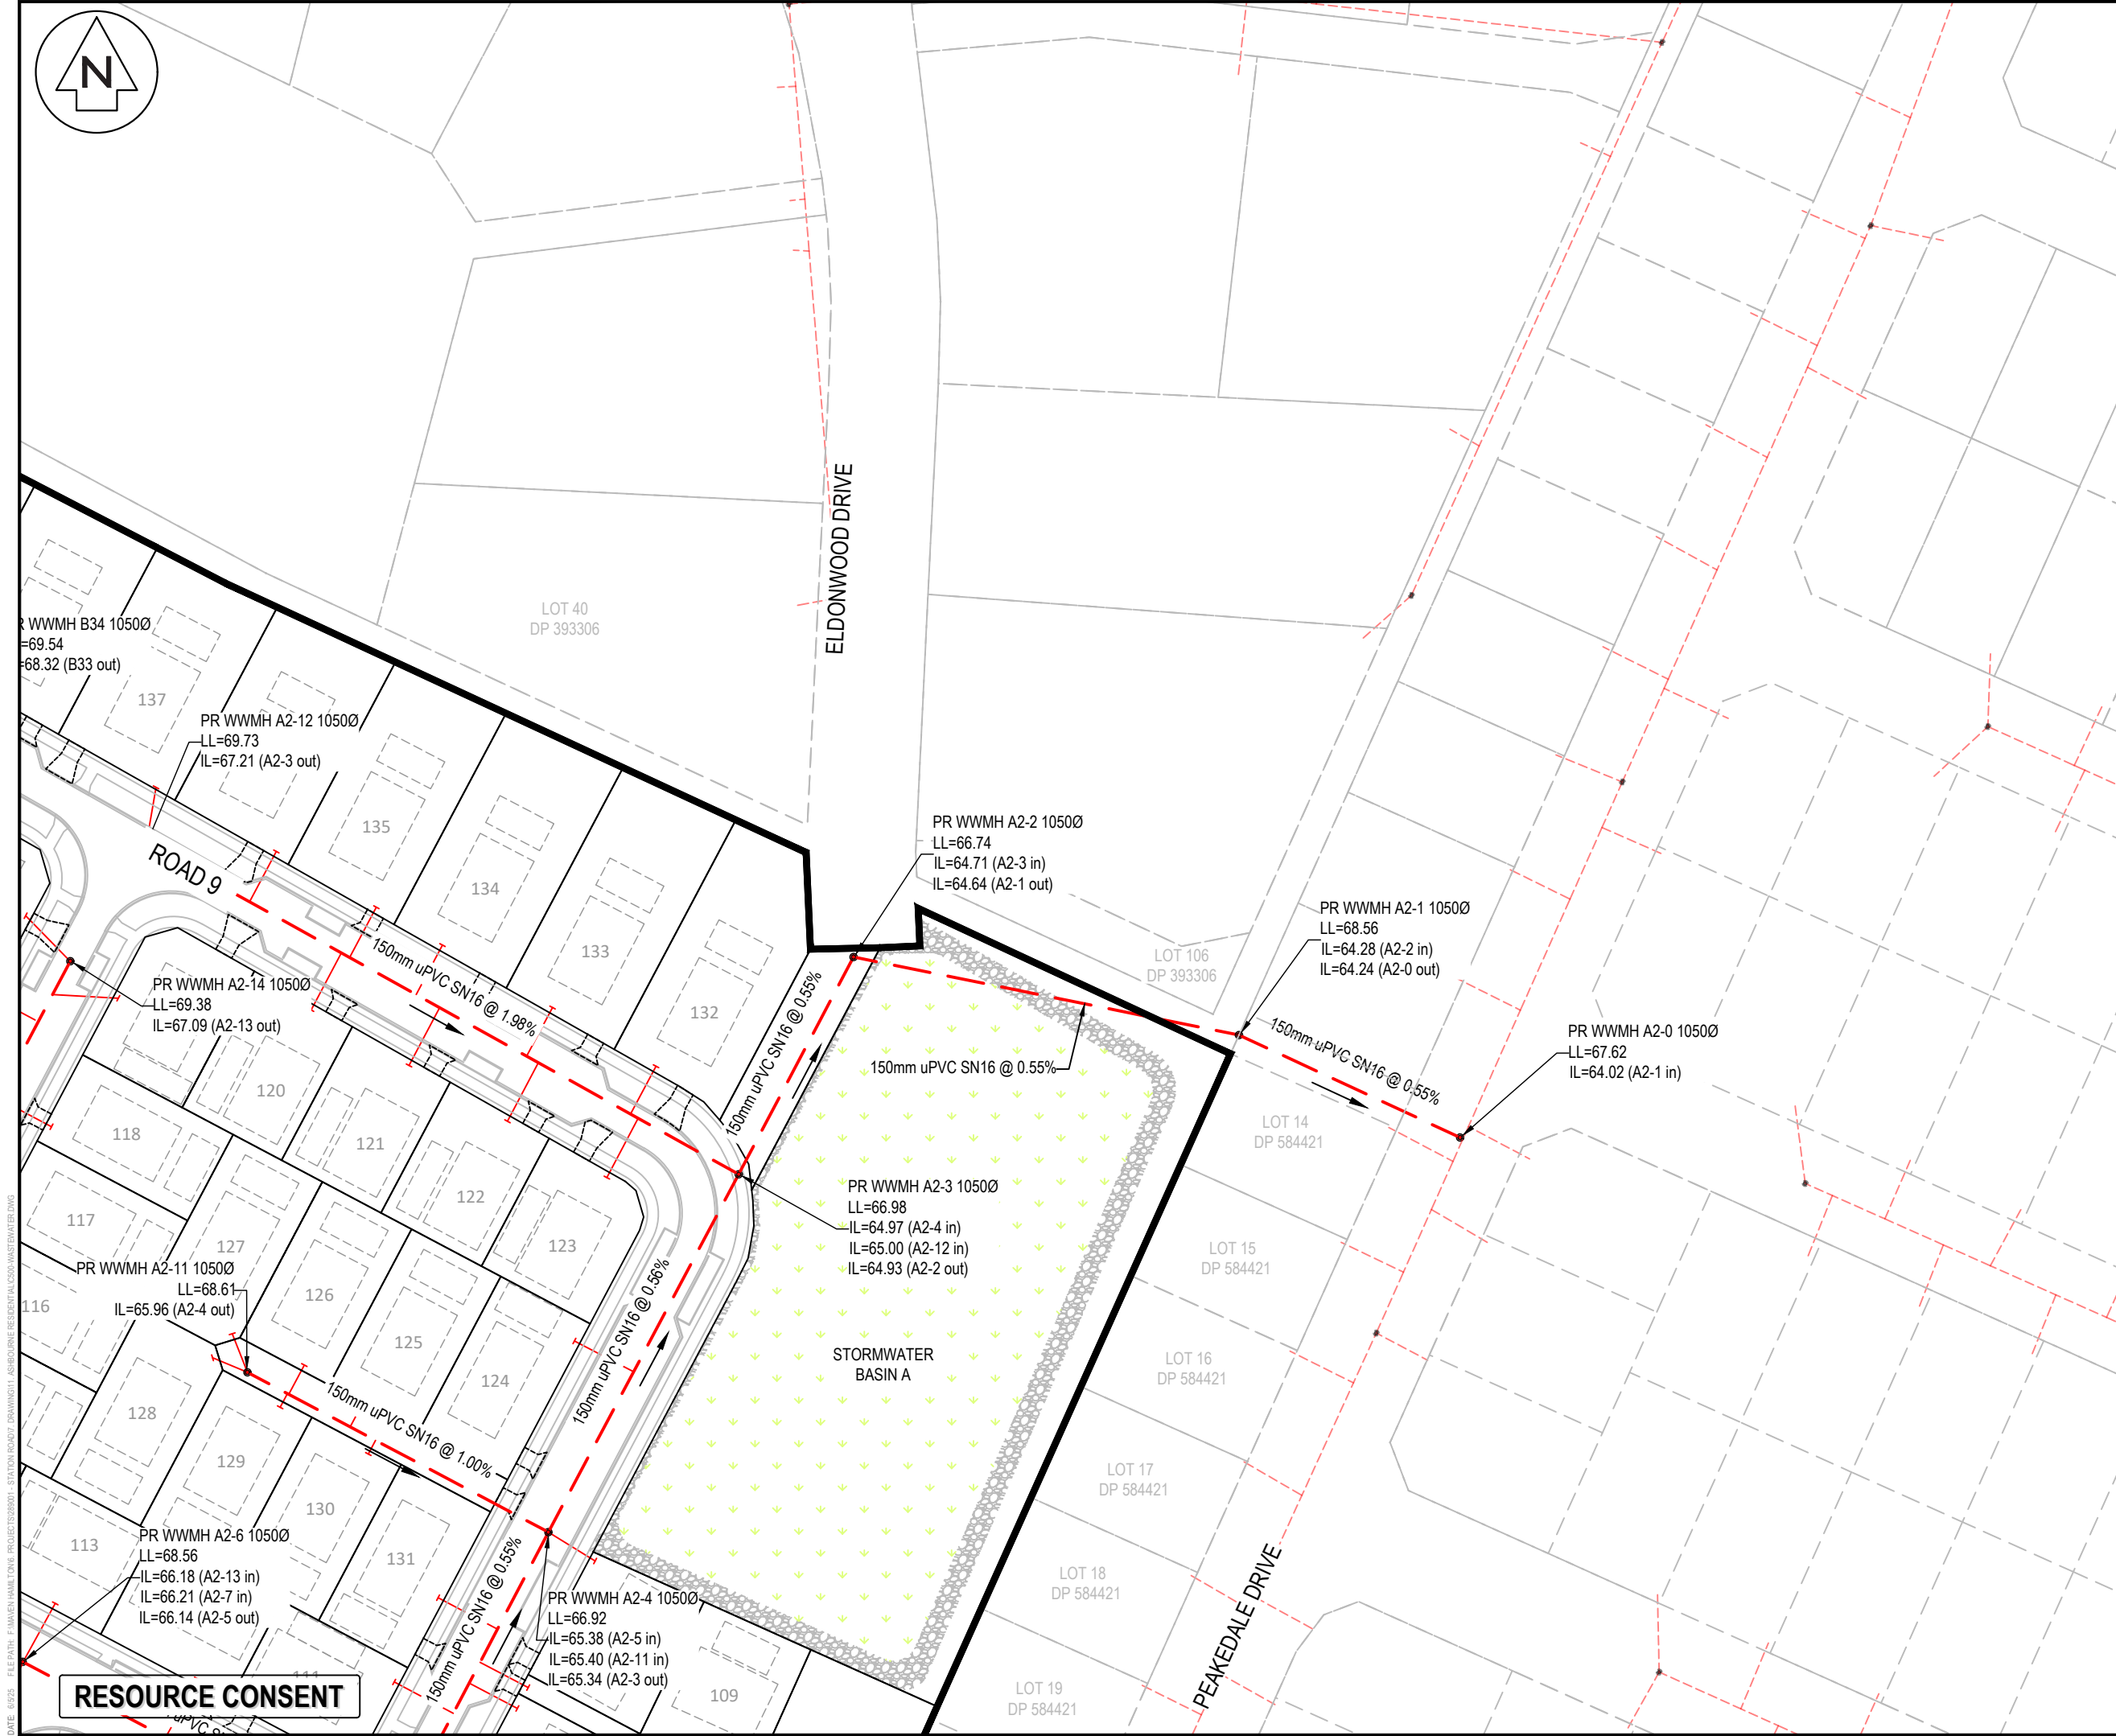 N
ELDONWOOD DRIVE
LOT 40
DP 393306
R WWMH B34 1050Ø
=69.54
=68.32 (B33 out)
137
PR WWMH A2-12 1050Ø
LL=69.73
IL=67.21 (A2-3 out)
135
134
133
132
ROAD 9
150mm uPVC SN16 @ 1.98%
PR WWMH A2-2 1050Ø
LL=66.74
IL=64.71 (A2-3 in)
IL=64.64 (A2-1 out)
PR WWMH A2-1 1050Ø
LL=68.56
IL=64.28 (A2-2 in)
IL=64.24 (A2-0 out)
LOT 106
DP 393306
PR WWMH A2-14 1050Ø
LL=69.38
IL=67.09 (A2-13 out)
150mm uPVC SN16 @ 0.55%
150mm uPVC SN16 @ 0.55%
150mm uPVC SN16 @ 0.55%
PR WWMH A2-0 1050Ø
LL=67.62
IL=64.02 (A2-1 in)
120
118
121
122
123
LOT 14
DP 584421
PR WWMH A2-3 1050Ø
LL=66.98
IL=64.97 (A2-4 in)
IL=65.00 (A2-12 in)
IL=64.93 (A2-2 out)
117
127
LOT 15
DP 584421
PR WWMH A2-11 1050Ø
LL=68.61
IL=65.96 (A2-4 out)
116
126
125
124
150mm uPVC SN16 @ 0.56%
STORMWATER
BASIN A
LOT 16
DP 584421
128
129
150mm uPVC SN16 @ 1.00%
LOT 17
DP 584421
130
131
113
PR WWMH A2-6 1050Ø
LL=68.56
IL=66.18 (A2-13 in)
IL=66.21 (A2-7 in)
IL=66.14 (A2-5 out)
150mm uPVC SN16 @ 0.55%
PR WWMH A2-4 1050Ø
LL=66.92
IL=65.38 (A2-5 in)
IL=65.40 (A2-11 in)
IL=65.34 (A2-3 out)
LOT 18
DP 584421
PEAKEDALE DRIVE
109
111
LOT 19
DP 584421
RESOURCE CONSENT